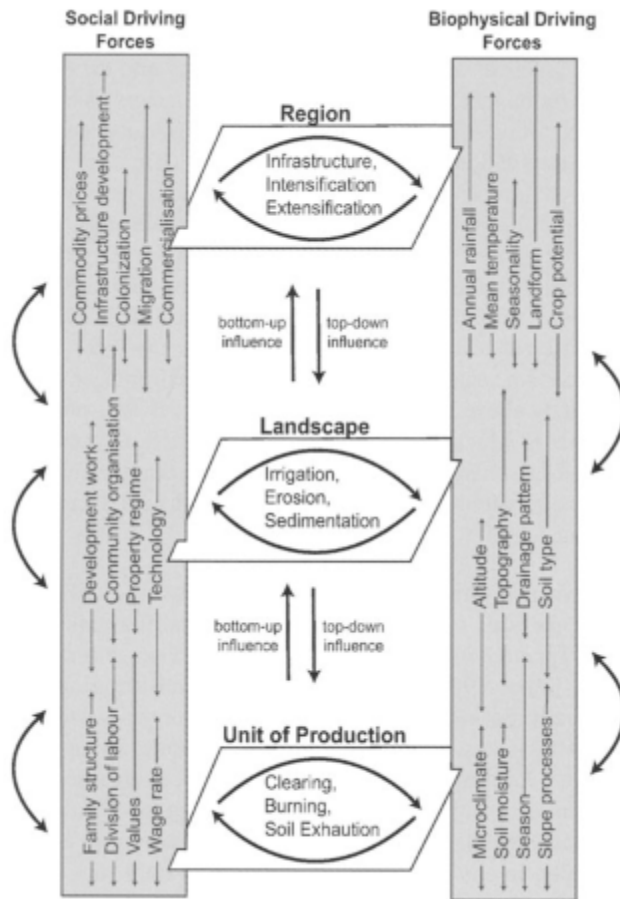 Social Driving
Forces
Biophysical Driving
Forces
Region
Infrastructure,
Intensification
Extensification
Commodity prices
Infrastructure development
Colonization
Migration
Commercialisation
Annual rainfall
Mean temperature
Seasonality
Landform
Crop potential
bottom-up
influence
top-down
influence
Landscape
Irrigation,
Erosion,
Sedimentation
Development work
Community organisation
Property regime
Technology
Altitude
Topography
Drainage pattern
Soil type
bottom-up
influence
top-down
influence
Unit of Production
Clearing,
Burning,
Soil Exhaution
Family structure
Division of labour
Values
Wage rate
Microclimate
Soil moisture
Season
Slope processes